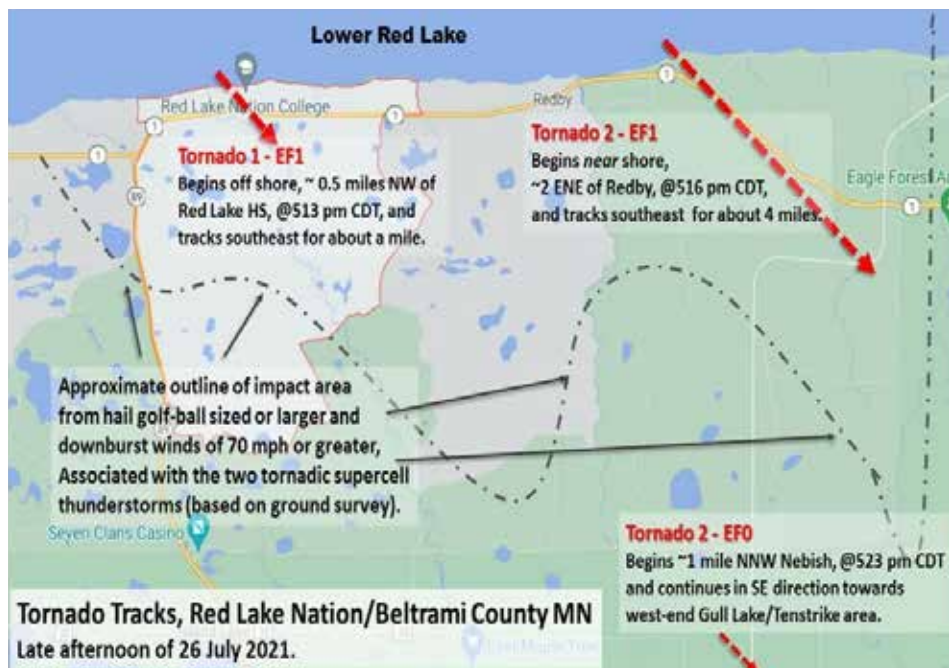 Lower Red Lake
Red Lake Nation College
1
1
1
Redby
1
1
89
Tornado 1 - EF1
Begins off shore, ~ 0.5 miles NW of
Red Lake HS, @513 pm CDT, and
tracks southeast for about a mile.
Tornado 2 - EF1
Begins near shore,
~2 ENE of Redby, @516 pm CDT,
and tracks southeast for about 4 miles.
Eagle Forest
Approximate outline of impact area
from hail golf-ball sized or larger and
downburst winds of 70 mph or greater,
Associated with the two tornadic supercell
thunderstorms (based on ground survey).
Seven Clans Casino
Tornado 2 - EF0
Begins ~1 mile NNW Nebish, @523 pm CDT
and continues in SE direction towards
west-end Gull Lake/Tenstrike area.
Tornado Tracks, Red Lake Nation/Beltrami County MN
Late afternoon of 26 July 2021.